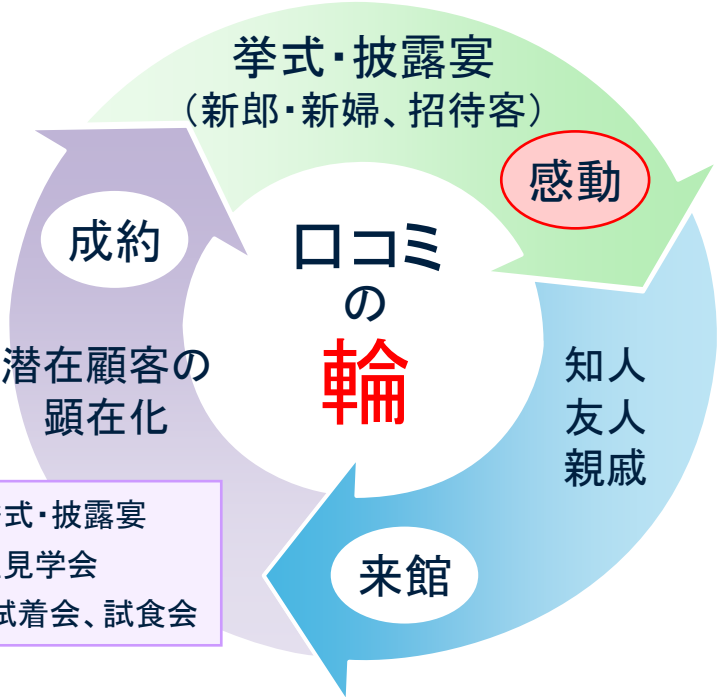 挙式・披露宴
（新郎・新婦、招待客）
感動
口コミ
の
輪
知人
友人
親戚
来館
潜在顧客の
顕在化
成約
式・披露宴
見学会
試着会、試食会